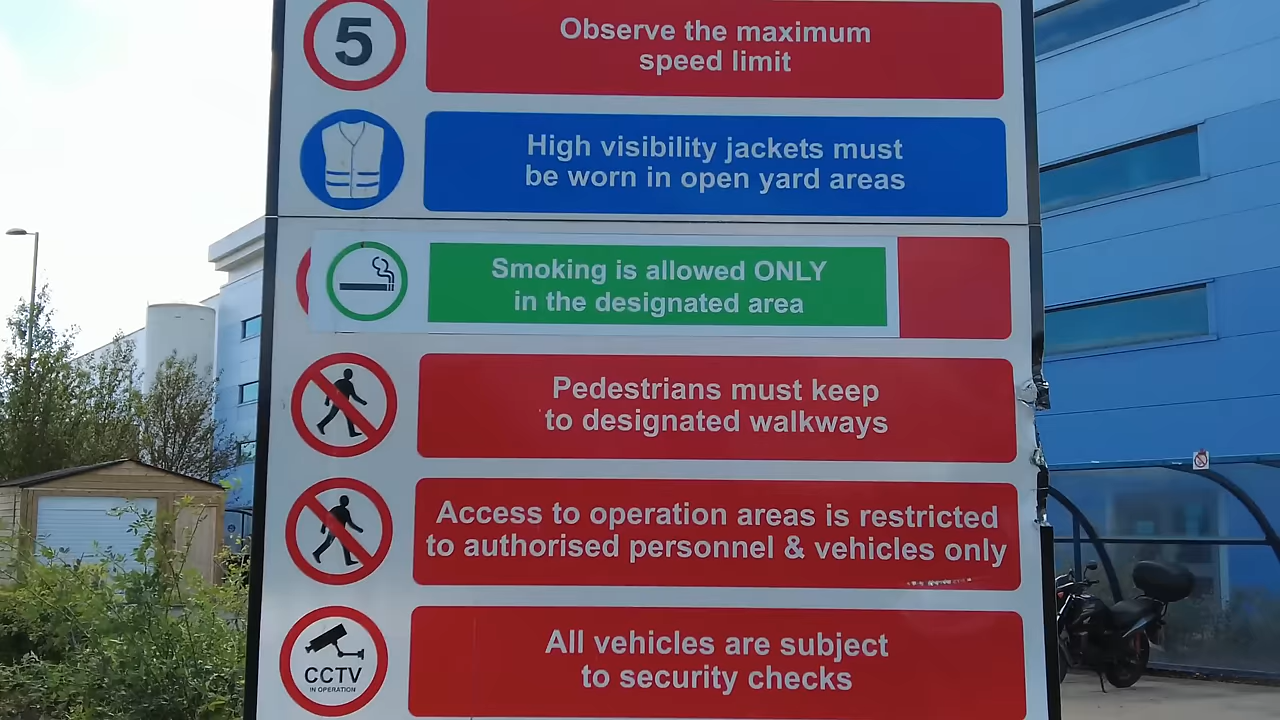 5
Observe the maximum
speed limit
High visibility jackets must
be worn in open yard areas
Smoking is allowed ONLY
in the designated area
Pedestrians must keep
to designated walkways
Access to operation areas is restricted
to authorised personnel & vehicles only
CCTV
IN OPERATION
All vehicles are subject
to security checks